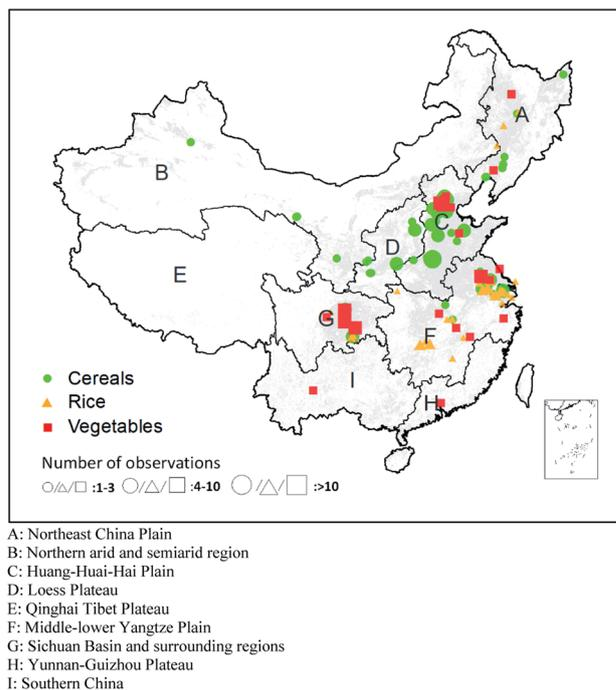 A
B
C
D
E
G
F
I
H
Cereals
Rice
Vegetables
Number of observations
:1-3 :4-10 :>10
A: Northeast China Plain
B: Northern arid and semiarid region
C: Huang-Huai-Hai Plain
D: Loess Plateau
E: Qinghai Tibet Plateau
F: Middle-lower Yangtze Plain
G: Sichuan Basin and surrounding regions
H: Yunnan-Guizhou Plateau
I: Southern China